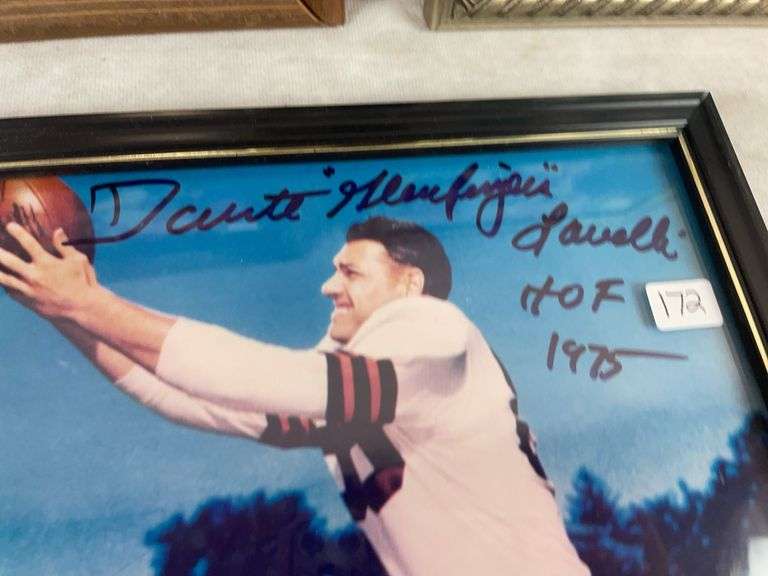 Dante "Glue fingers"
Lavelli
HOF
1975
172